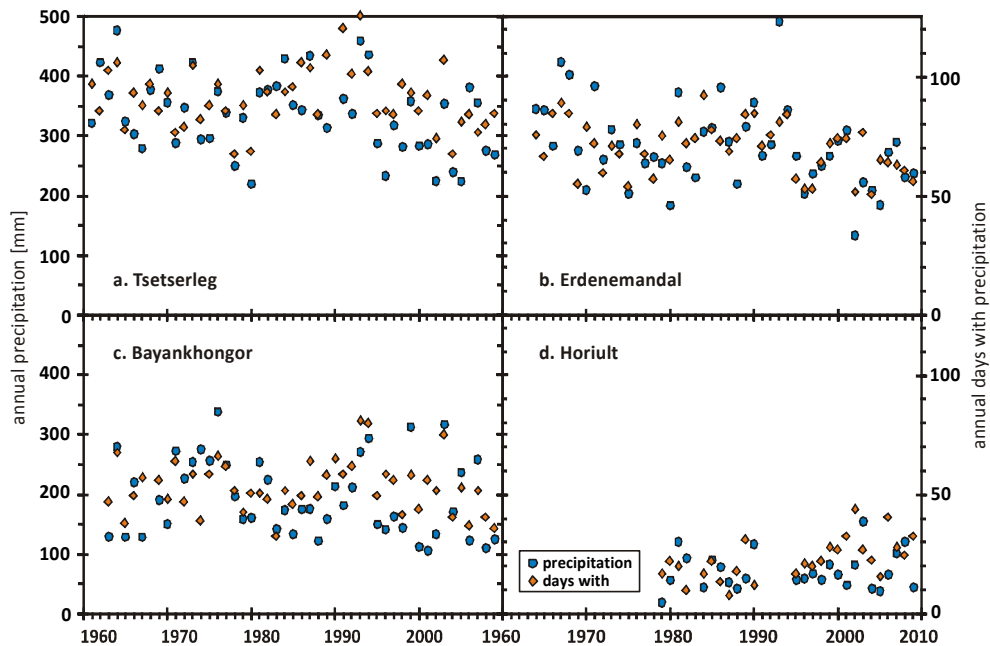 500
400
300
200
100
0
annual precipitation [mm]
a. Tsetserleg
b. Erdenemandal
100
50
0
annual days with precipitation
400
300
200
100
0
c. Bayankhongor
d. Horiult
100
50
0
precipitation
days with
1960 1970 1980 1990 2000 1960 1970 1980 1990 2000 2010